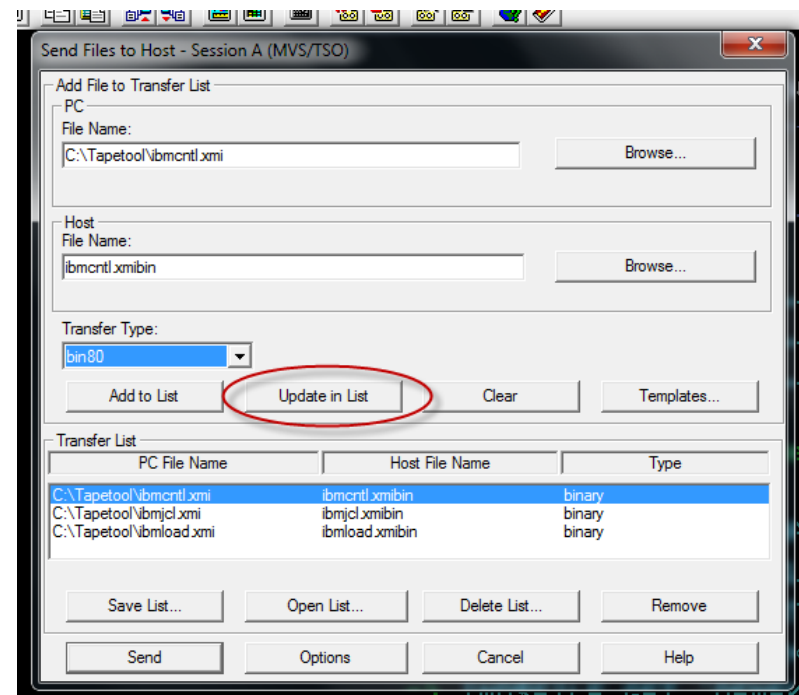 Send Files to Host - Session A (MVS/TSO)
Add File to Transfer List
PC
File Name:
C:\Tapetool\ibmcntl.xmi
Browse...
Host
File Name:
ibmcntl.xmibin
Browse...
Transfer Type:
bin80
Add to List Update in List Clear Templates...
Transfer List
PC File Name Host File Name Type
C:\Tapetool\ibmcntl.xmi ibmcntl.xmibin binary
C:\Tapetool\ibmjcl.xmi ibmjcl.xmibin binary
C:\Tapetool\ibmload.xmi ibmload.xmibin binary
Save List... Open List... Delete List... Remove
Send Options Cancel Help